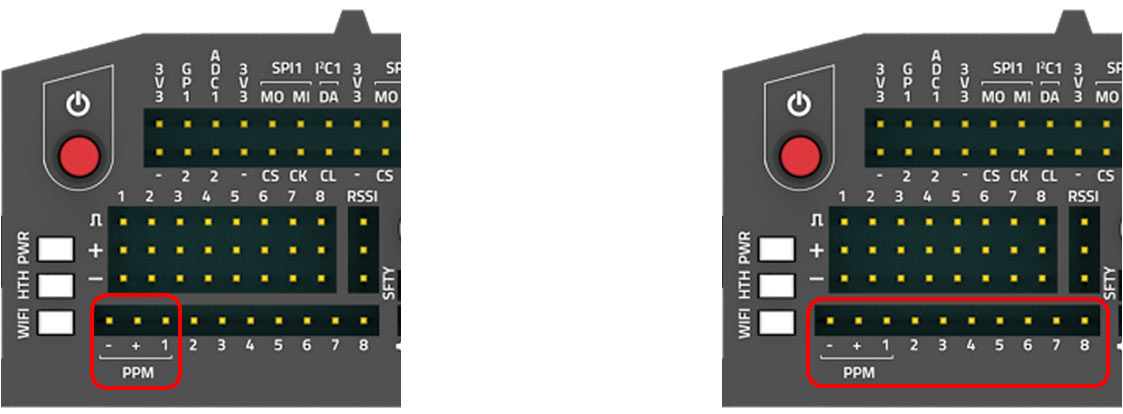 3V3 GP1 ADC1 3V3 SPI1 I²C1 3V3 SP
MO MI DA MO
- 2 2 - CS CK CL - CS
1 2 3 4 5 6 7 8 RSSI
+
−
PWR
HTH
WIFI
SFTY
- + 1 2 3 4 5 6 7 8
PPM
3V3 GP1 ADC1 3V3 SPI1 I²C1 3V3 SP
MO MI DA MO
- 2 2 - CS CK CL - CS
1 2 3 4 5 6 7 8 RSSI
+
−
PWR
HTH
WIFI
SFTY
- + 1 2 3 4 5 6 7 8
PPM